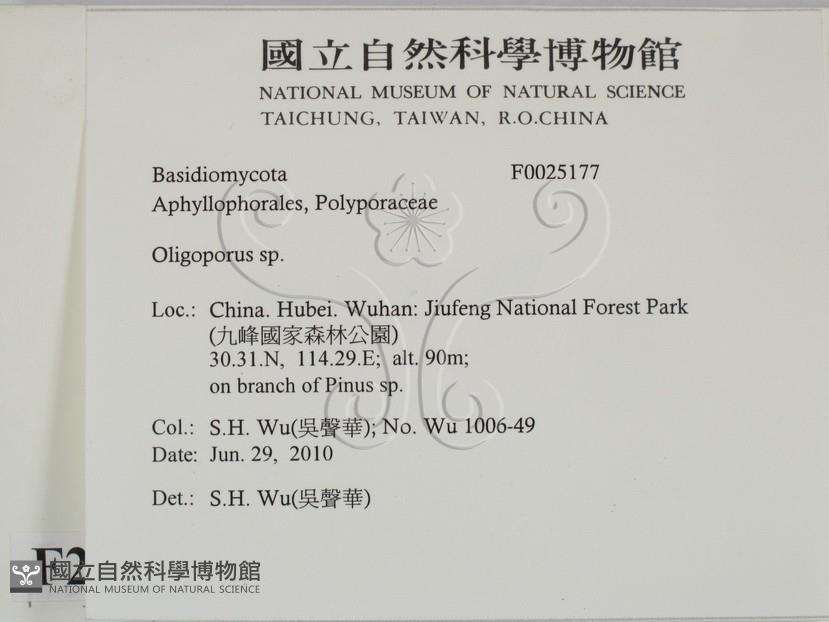 國立自然科學博物館
NATIONAL MUSEUM OF NATURAL SCIENCE
TAICHUNG, TAIWAN, R.O.CHINA
Basidiomycota F0025177
Aphyllophorales, Polyporaceae
Oligoporus sp.
Loc.: China. Hubei. Wuhan: Jiufeng National Forest Park
(九峰國家森林公園)
30.31.N, 114.29.E; alt. 90m;
on branch of Pinus sp.
Col.: S.H. Wu(吳聲華); No. Wu 1006-49
Date: Jun. 29, 2010
Det.: S.H. Wu(吳聲華)
F2
國立自然科學博物館
NATIONAL MUSEUM OF NATURAL SCIENCE